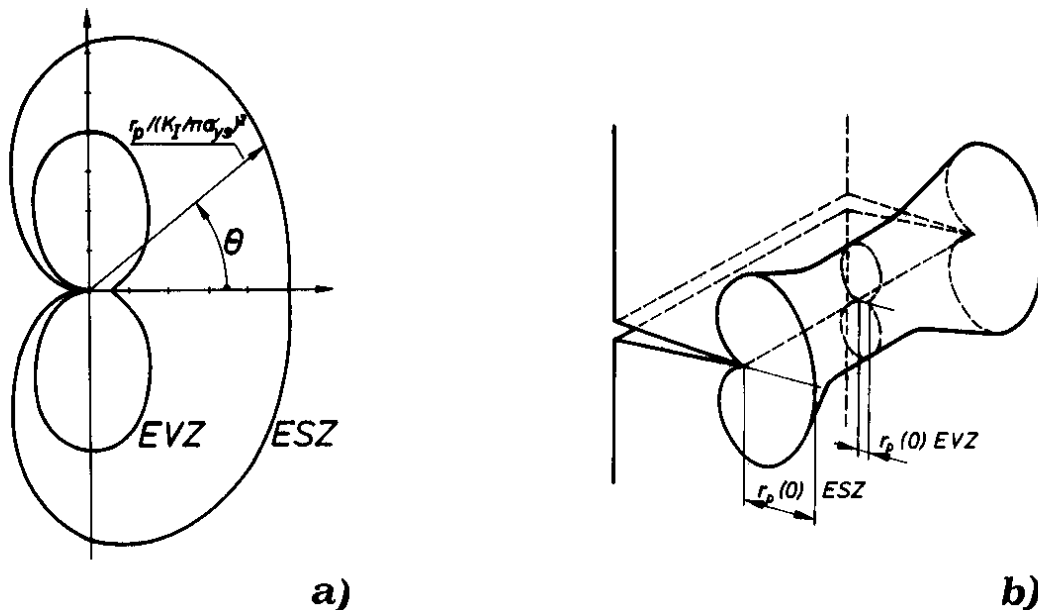 r_p/(K_I/πσ_ys)²
θ
EVZ ESZ
r_p(0) EVZ
r_p(0) ESZ
a) b)